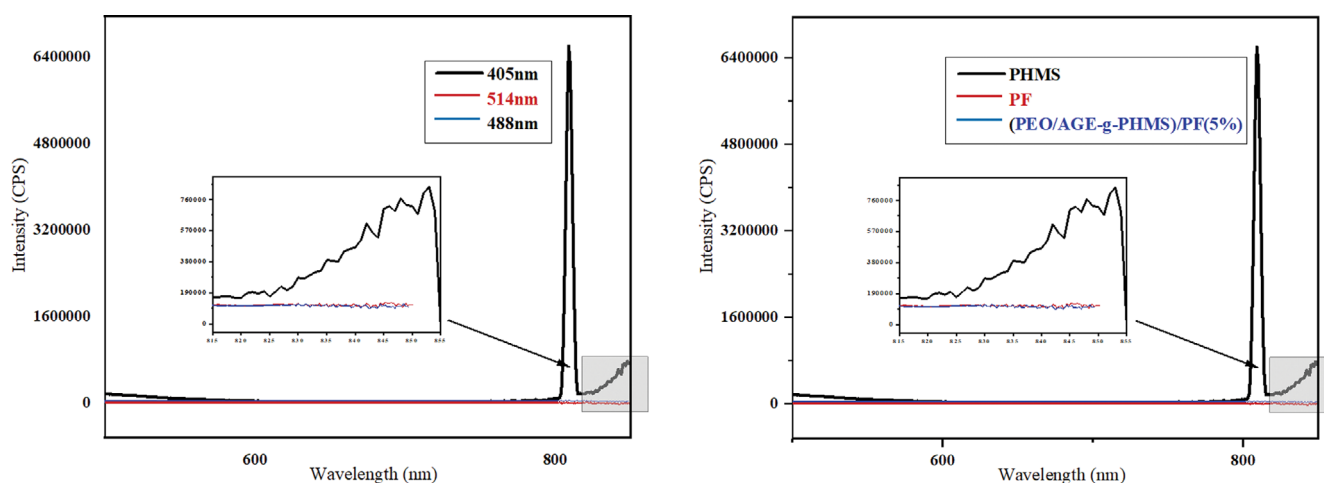 6400000
4800000
3200000
1600000
0
Intensity (CPS)
405nm
514nm
488nm
760000
570000
380000
190000
0
815 820 825 830 835 840 845 850 855
600 800
Wavelength (nm)
6400000
4800000
3200000
1600000
0
Intensity (CPS)
PHMS
PF
(PEO/AGE-g-PHMS)/PF(5%)
760000
570000
380000
190000
0
815 820 825 830 835 840 845 850 855
600 800
Wavelength (nm)